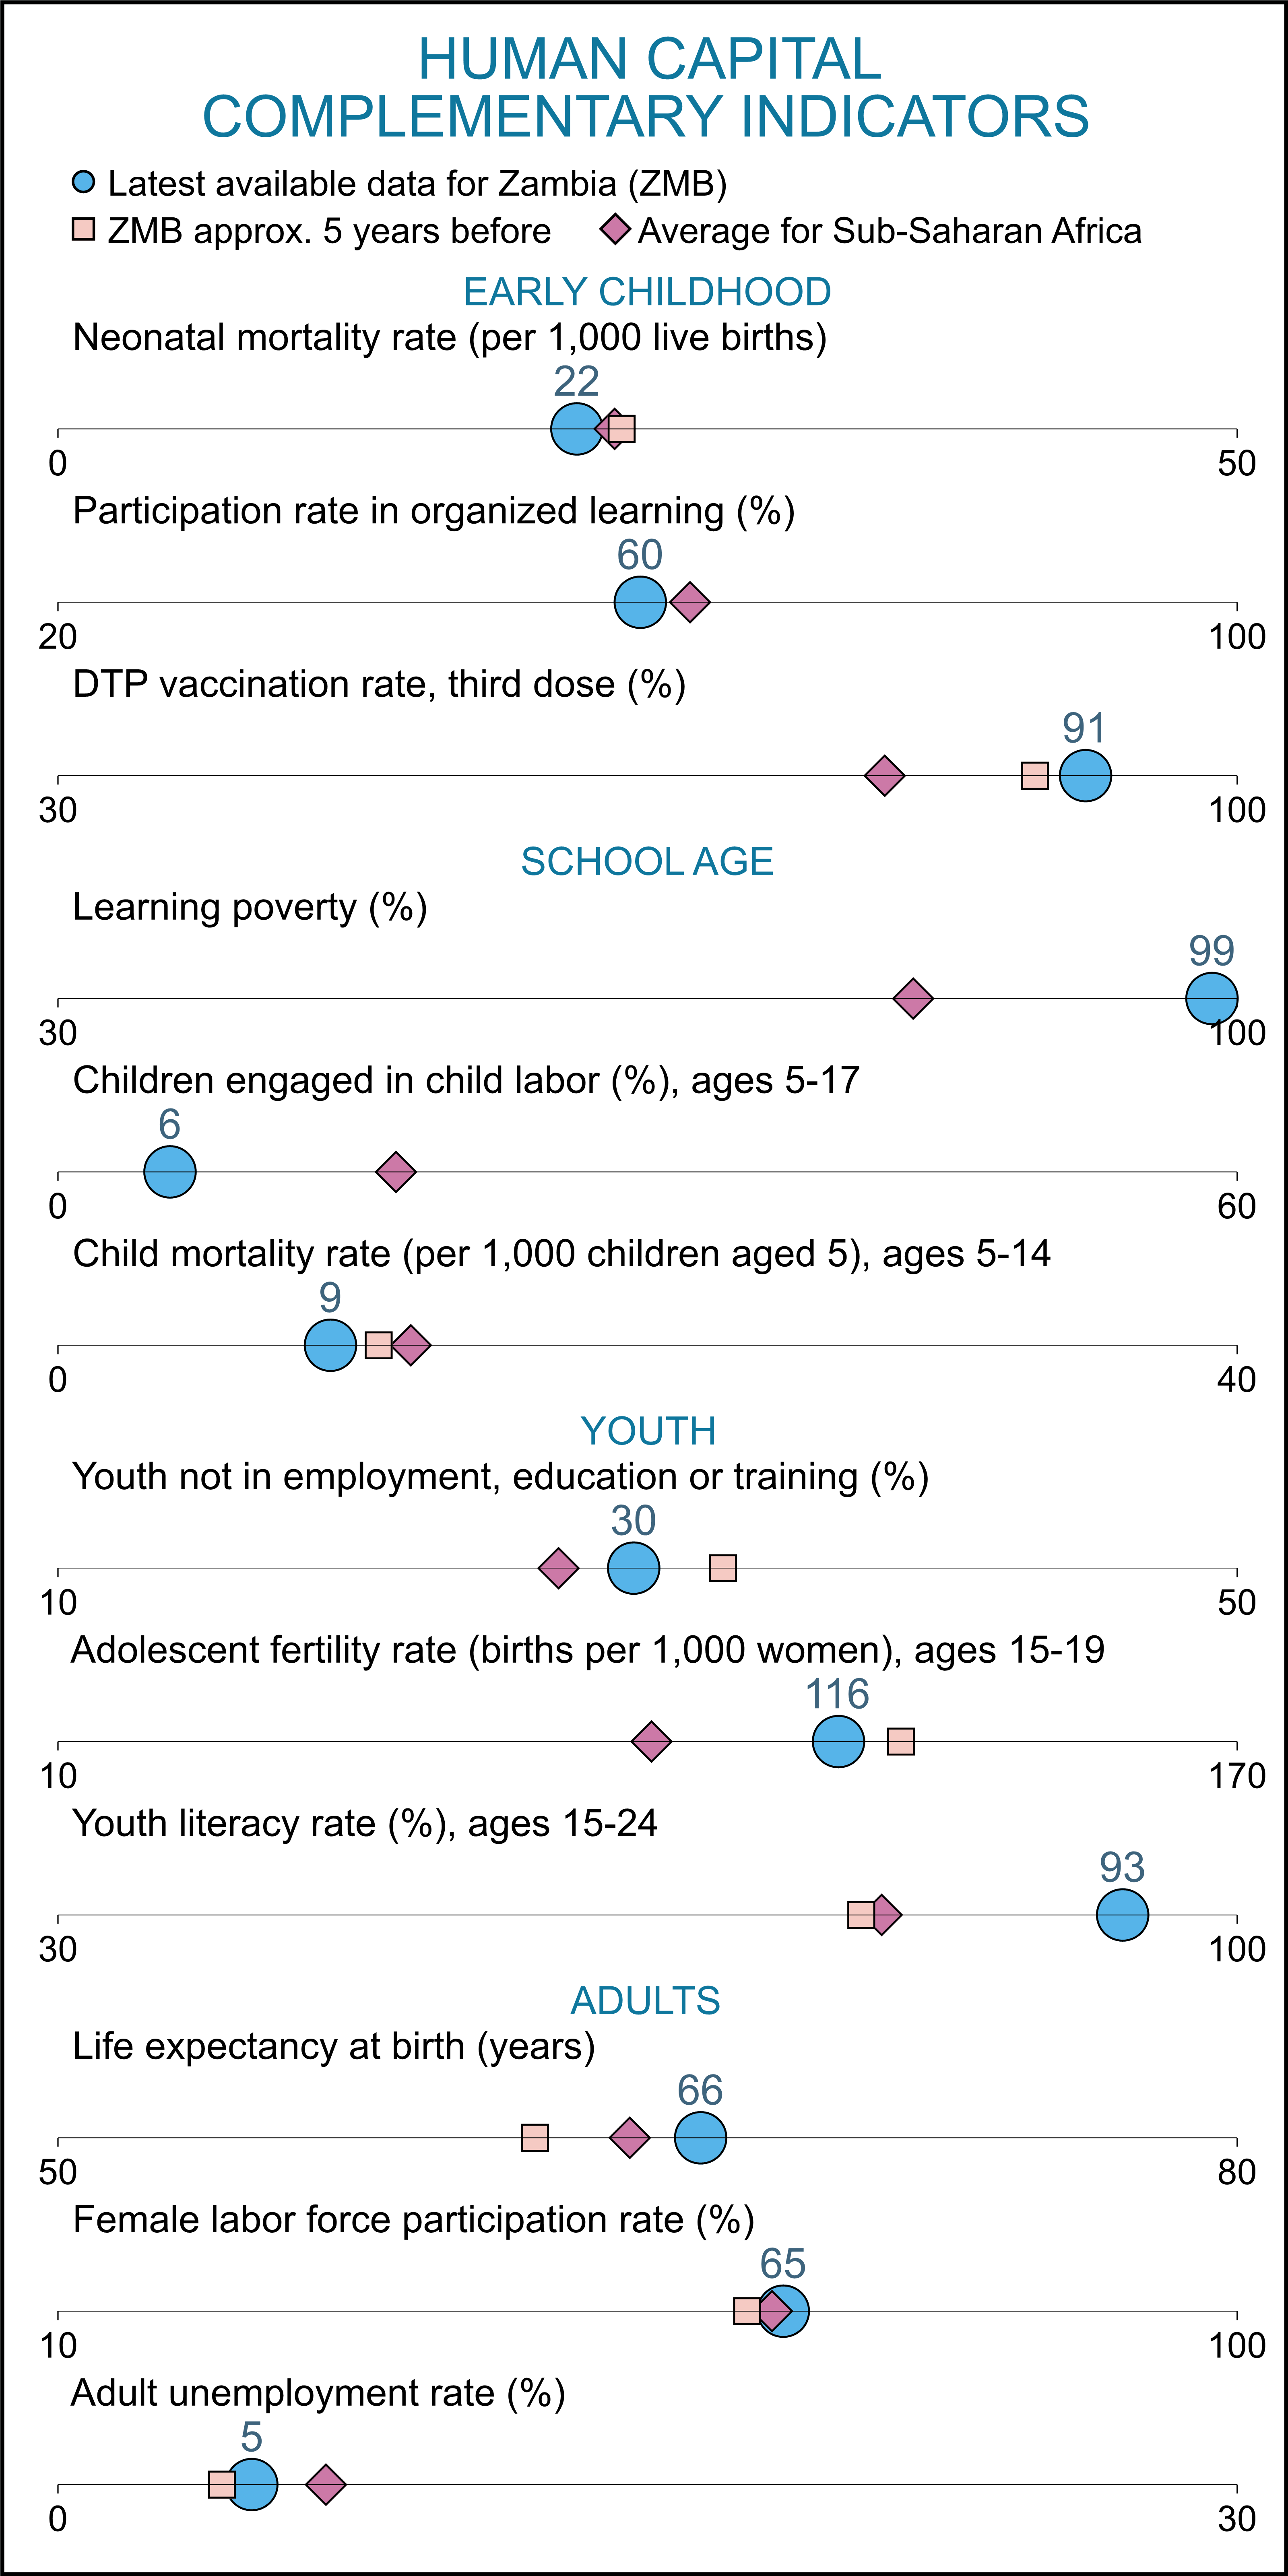 HUMAN CAPITAL
COMPLEMENTARY INDICATORS
Latest available data for Zambia (ZMB)
ZMB approx. 5 years before Average for Sub-Saharan Africa
EARLY CHILDHOOD
Neonatal mortality rate (per 1,000 live births)
22
0 50
Participation rate in organized learning (%)
60
20 100
DTP vaccination rate, third dose (%)
91
30 100
SCHOOL AGE
Learning poverty (%)
99
30 100
Children engaged in child labor (%), ages 5-17
6
0 60
Child mortality rate (per 1,000 children aged 5), ages 5-14
9
0 40
YOUTH
Youth not in employment, education or training (%)
30
10 50
Adolescent fertility rate (births per 1,000 women), ages 15-19
116
10 170
Youth literacy rate (%), ages 15-24
93
30 100
ADULTS
Life expectancy at birth (years)
66
50 80
Female labor force participation rate (%)
65
10 100
Adult unemployment rate (%)
5
0 30